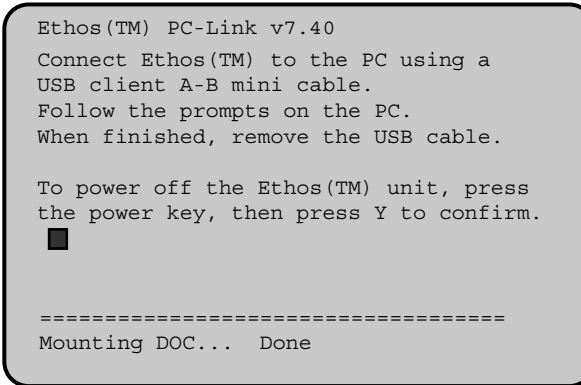 Ethos(TM) PC-Link v7.40
Connect Ethos(TM) to the PC using a
USB client A-B mini cable.
Follow the prompts on the PC.
When finished, remove the USB cable.
To power off the Ethos(TM) unit, press
the power key, then press Y to confirm.
====================================
Mounting DOC... Done